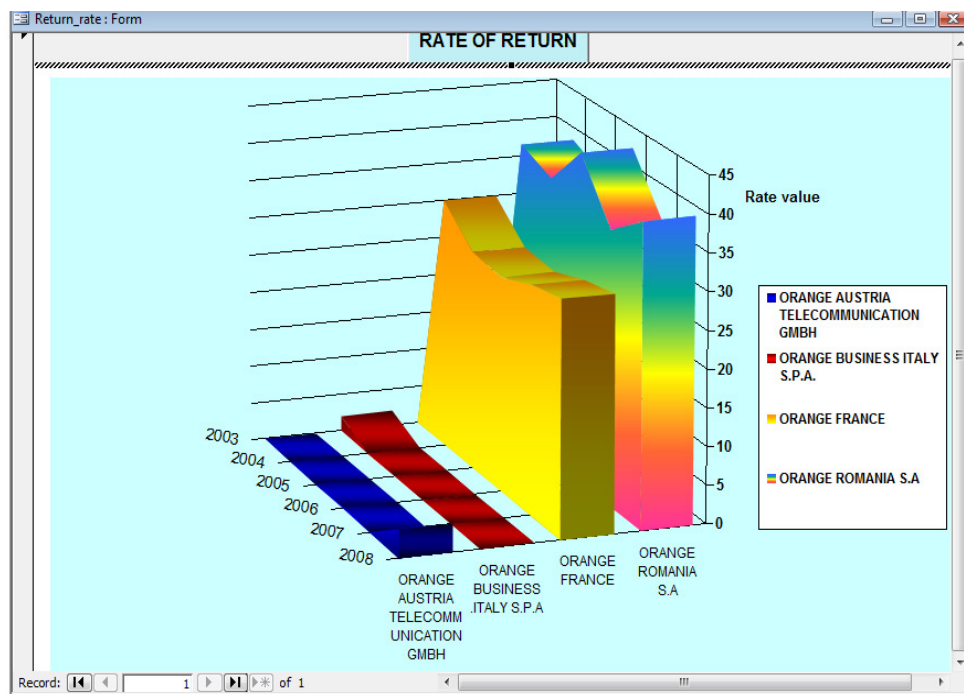 Return_rate : Form
RATE OF RETURN
45
40
35
30
25
20
15
10
5
0
Rate value
ORANGE AUSTRIA
TELECOMMUNICATION
GMBH
ORANGE BUSINESS ITALY
S.P.A.
ORANGE FRANCE
ORANGE ROMANIA S.A
2003
2004
2005
2006
2007
2008
ORANGE
AUSTRIA
TELECOMM
UNICATION
GMBH
ORANGE
BUSINESS
.ITALY S.P.A
ORANGE
FRANCE
ORANGE
ROMANIA
S.A
Record: 1 of 1